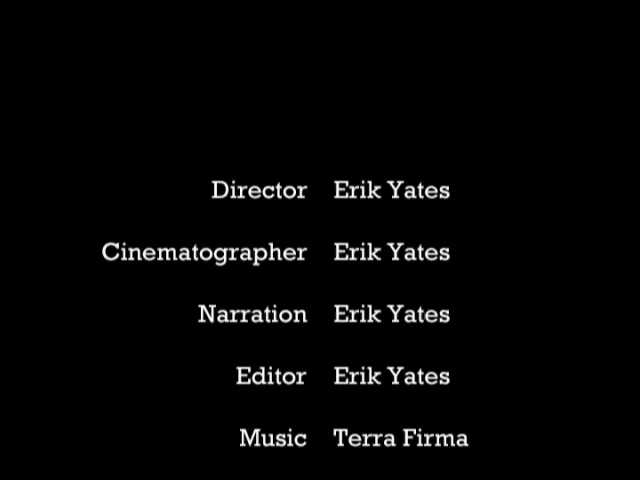 Director Erik Yates
Cinematographer Erik Yates
Narration Erik Yates
Editor Erik Yates
Music Terra Firma